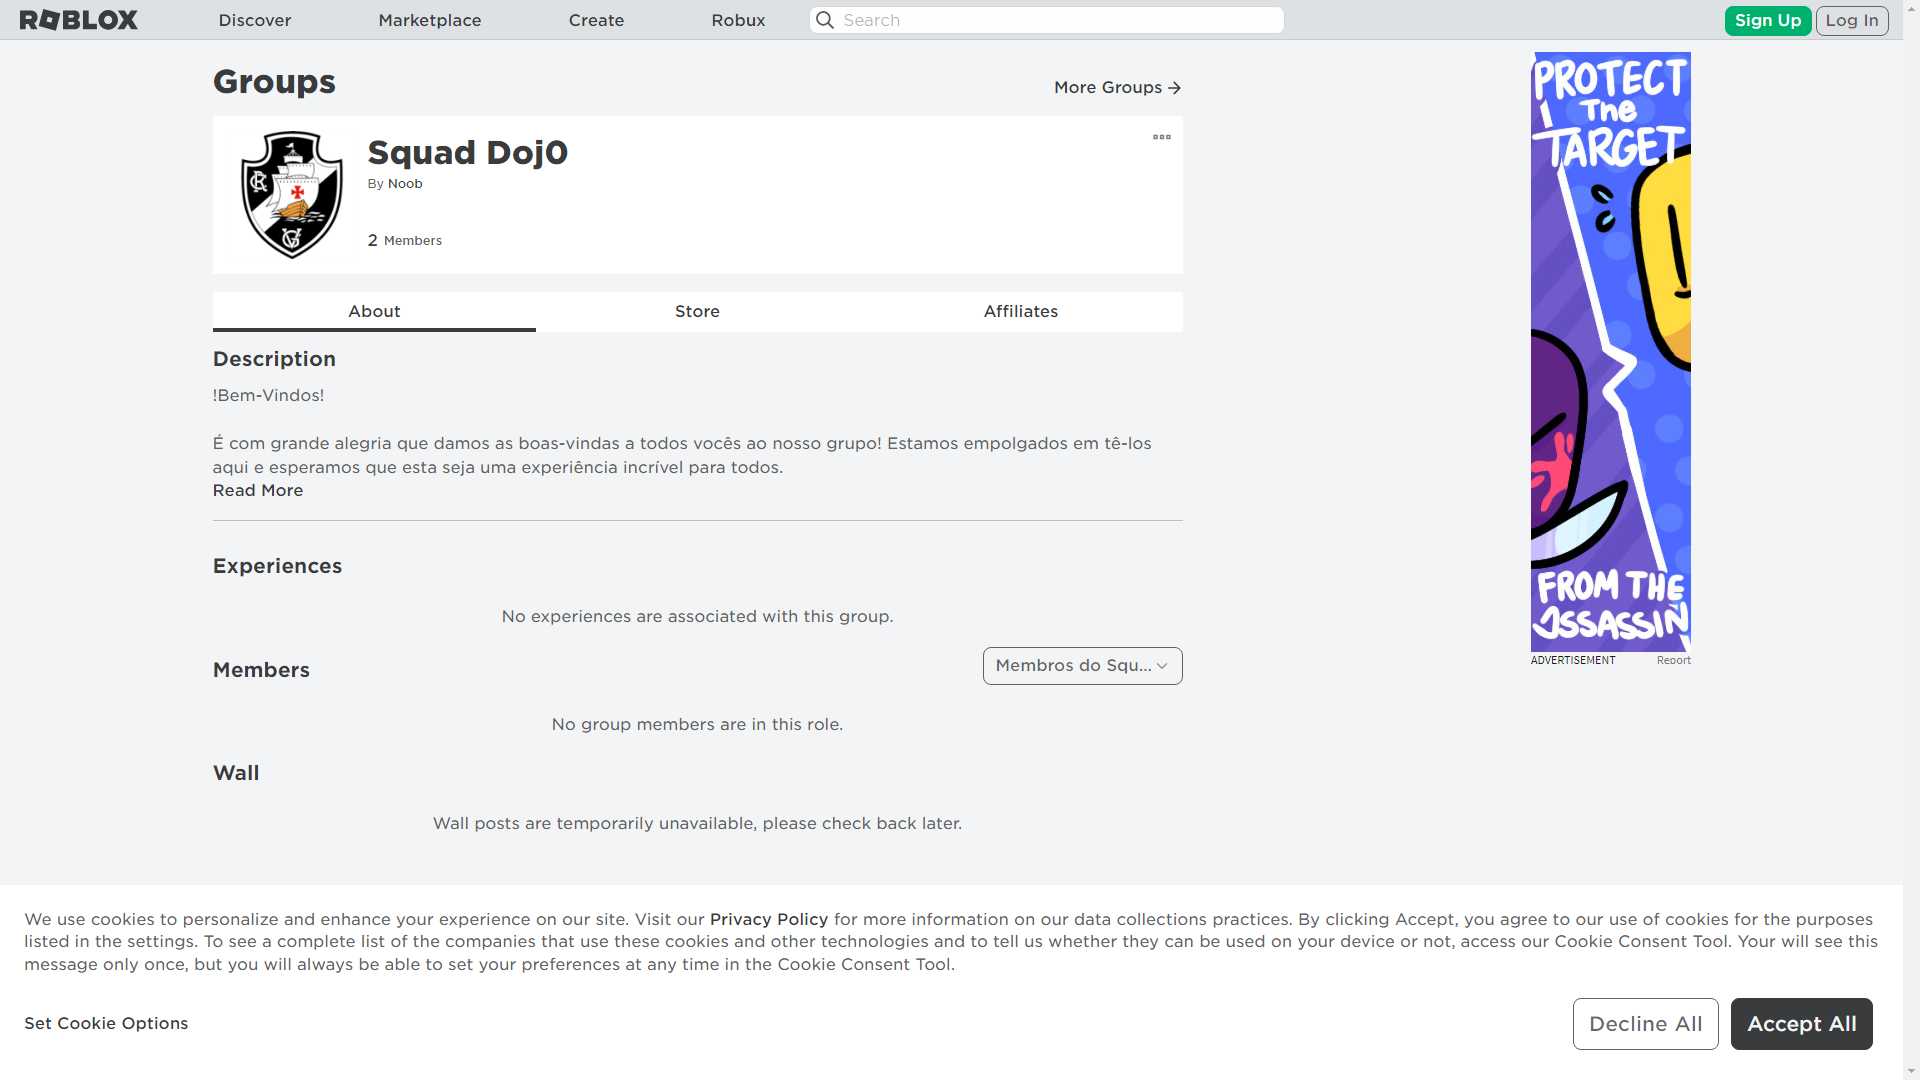 ROBLOX
Discover
Marketplace
Create
Robux
Search
Sign Up
Log In
Groups
More Groups
Squad Doj0
By Noob
2 Members
About
Store
Affiliates
Description
!Bem-Vindos!
É com grande alegria que damos as boas-vindas a todos vocês ao nosso grupo! Estamos empolgados em tê-los
aqui e esperamos que esta seja uma experiência incrível para todos.
Read More
Experiences
No experiences are associated with this group.
Members
Membros do Squ...
No group members are in this role.
Wall
Wall posts are temporarily unavailable, please check back later.
PROTECT
The
TARGET
FROM THE
ASSASSIN
ADVERTISEMENT
Report
We use cookies to personalize and enhance your experience on our site. Visit our Privacy Policy for more information on our data collections practices. By clicking Accept, you agree to our use of cookies for the purposes
listed in the settings. To see a complete list of the companies that use these cookies and other technologies and to tell us whether they can be used on your device or not, access our Cookie Consent Tool. Your will see this
message only once, but you will always be able to set your preferences at any time in the Cookie Consent Tool.
Set Cookie Options
Decline All
Accept All